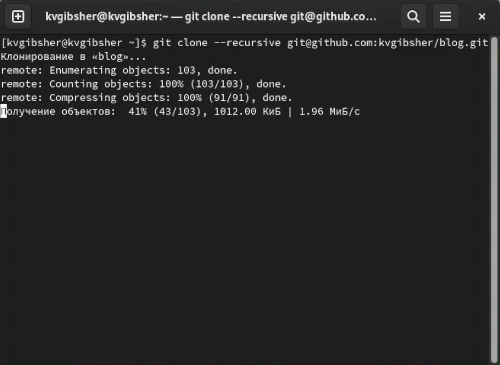 kvgibsher@kvgibsher:~ — git clone --recursive git@github.co...
[kvgibsher@kvgibsher ~]$ git clone --recursive git@github.com:kvgibsher/blog.git
Клонирование в «blog»...
remote: Enumerating objects: 103, done.
remote: Counting objects: 100% (103/103), done.
remote: Compressing objects: 100% (91/91), done.
Получение объектов:  41% (43/103), 1012.00 КиБ | 1.96 МиБ/с